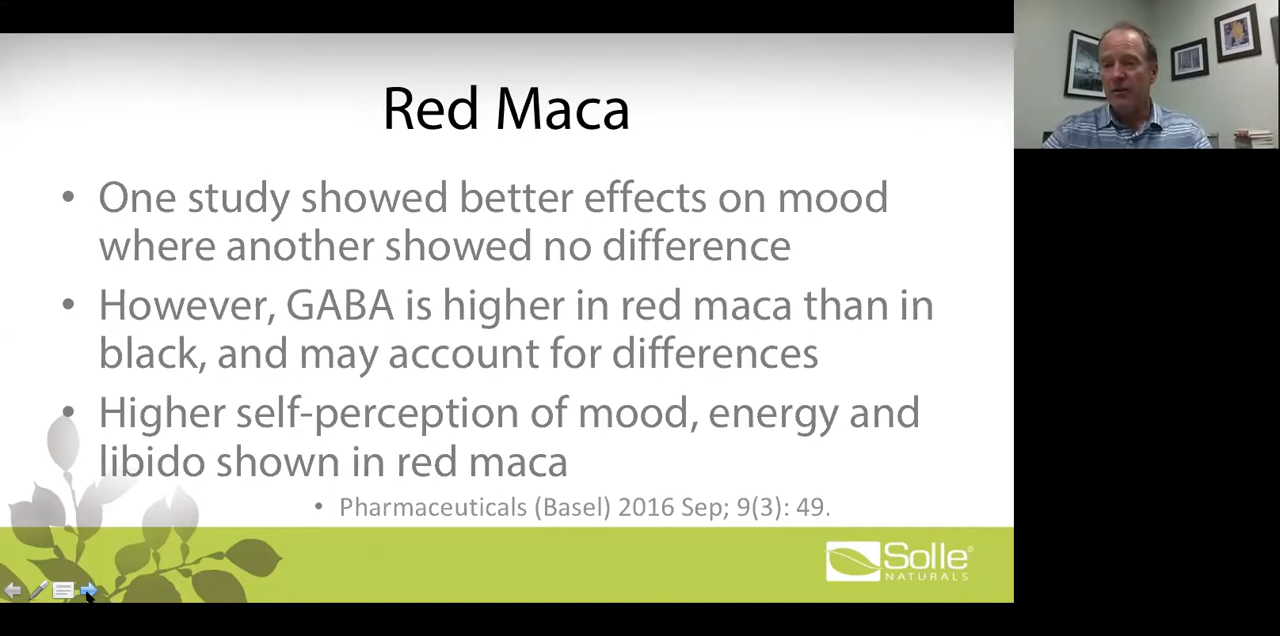 Red Maca
• One study showed better effects on mood
where another showed no difference
• However, GABA is higher in red maca than in
black, and may account for differences
• Higher self-perception of mood, energy and
libido shown in red maca
• Pharmaceuticals (Basel) 2016 Sep; 9(3): 49.
Solle®
NATURALS